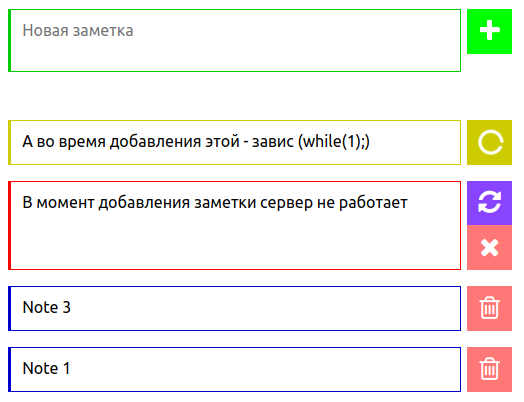 Новая заметка
А во время добавления этой - завис (while(1);)
В момент добавления заметки сервер не работает
Note 3
Note 1